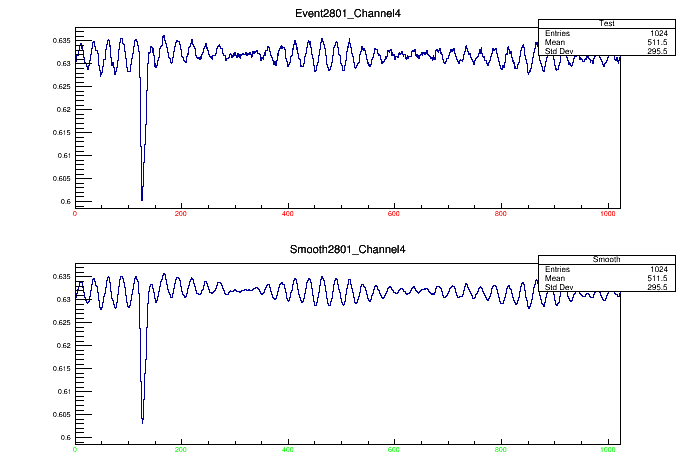 Event2801_Channel4
Test
Entries 1024
Mean 511.5
Std Dev 295.5
0.635
0.63
0.625
0.62
0.615
0.61
0.605
0.6
0 200 400 600 800 1000
Smooth2801_Channel4
Smooth
Entries 1024
Mean 511.5
Std Dev 295.5
0.635
0.63
0.625
0.62
0.615
0.61
0.605
0.6
0 200 400 600 800 1000